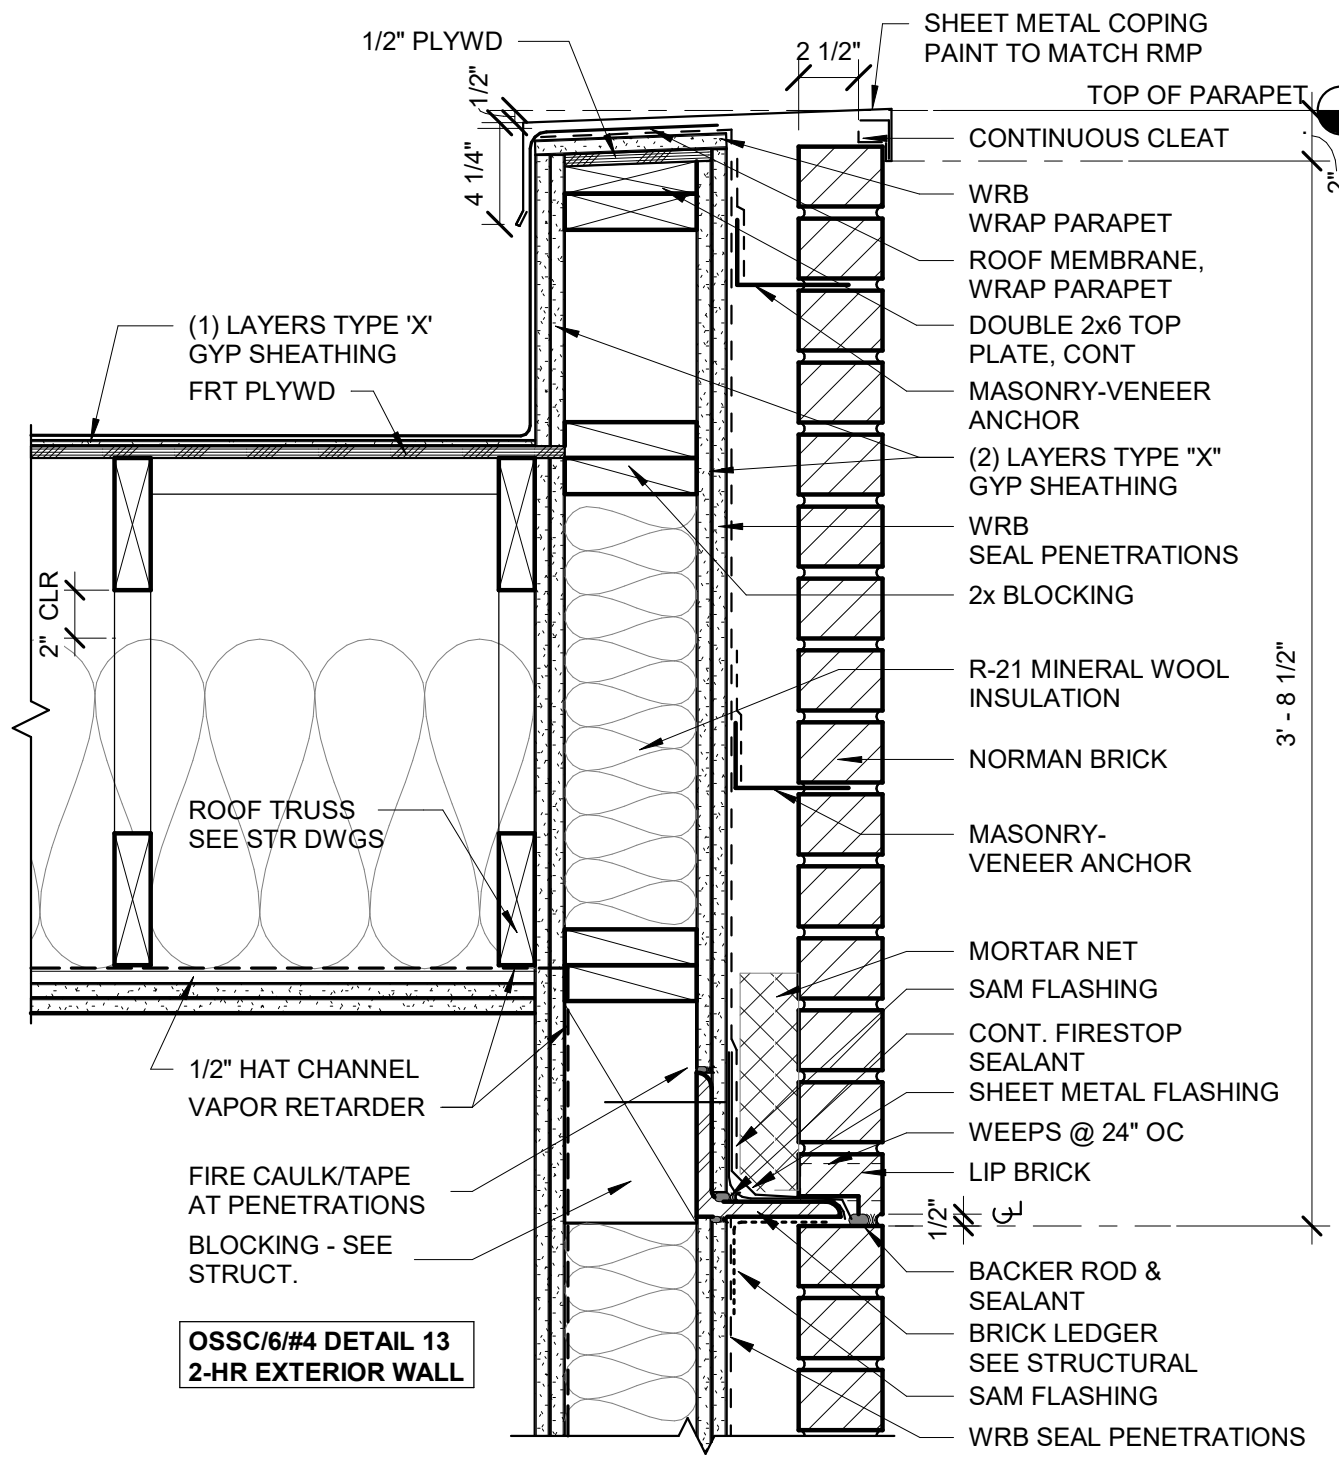 1/2" PLYWD
SHEET METAL COPING
PAINT TO MATCH RMP
2 1/2"
TOP OF PARAPET
1/2"
4 1/4"
CONTINUOUS CLEAT
2"
WRB
WRAP PARAPET
ROOF MEMBRANE,
WRAP PARAPET
DOUBLE 2x6 TOP
PLATE, CONT
MASONRY-VENEER
ANCHOR
(2) LAYERS TYPE "X"
GYP SHEATHING
WRB
SEAL PENETRATIONS
2x BLOCKING
R-21 MINERAL WOOL
INSULATION
NORMAN BRICK
MASONRY-
VENEER ANCHOR
3' - 8 1/2"
MORTAR NET
SAM FLASHING
CONT. FIRESTOP
SEALANT
SHEET METAL FLASHING
WEEPS @ 24" OC
LIP BRICK
1/2"
CL
BACKER ROD &
SEALANT
BRICK LEDGER
SEE STRUCTURAL
SAM FLASHING
WRB SEAL PENETRATIONS
(1) LAYERS TYPE 'X'
GYP SHEATHING
FRT PLYWD
2" CLR
ROOF TRUSS
SEE STR DWGS
1/2" HAT CHANNEL
VAPOR RETARDER
FIRE CAULK/TAPE
AT PENETRATIONS
BLOCKING - SEE
STRUCT.
OSSC/6/#4 DETAIL 13
2-HR EXTERIOR WALL